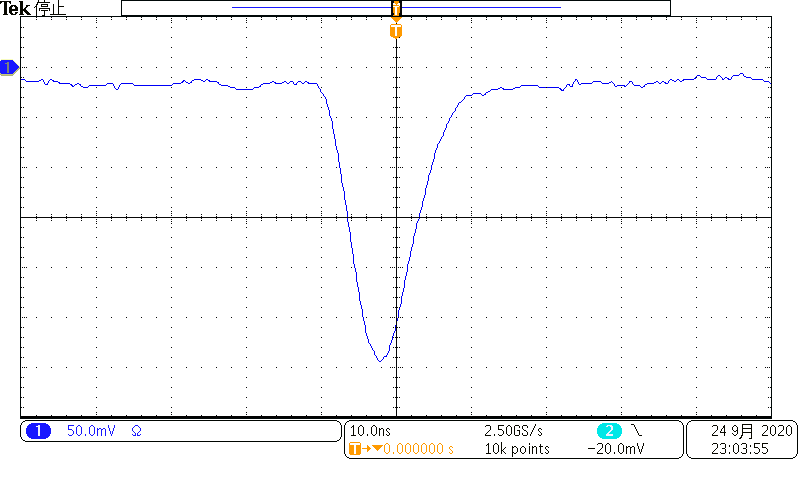 Tek 停止
T
T
1
1 50.0mV Ω
10.0ns 2.50GS/s 2
T→▼0.000000 s 10k points −20.0mV
24 9月 2020
23:03:55